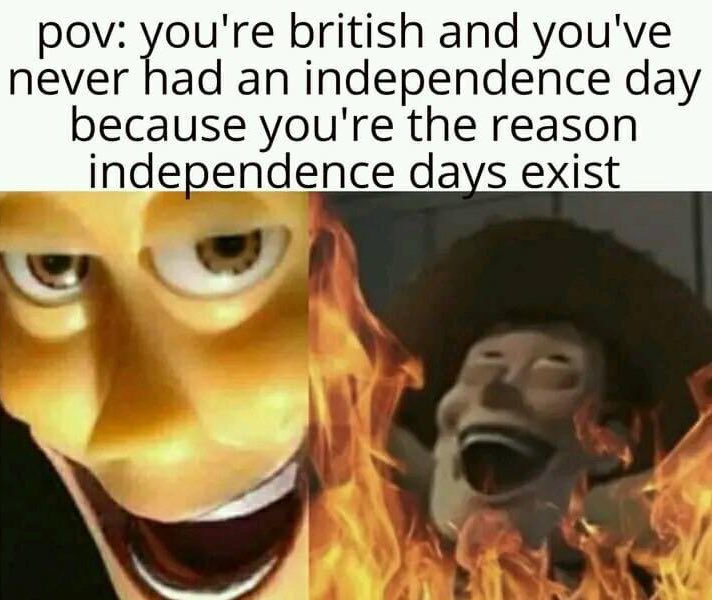 pov: you're british and you've
never had an independence day
because you're the reason
independence days exist